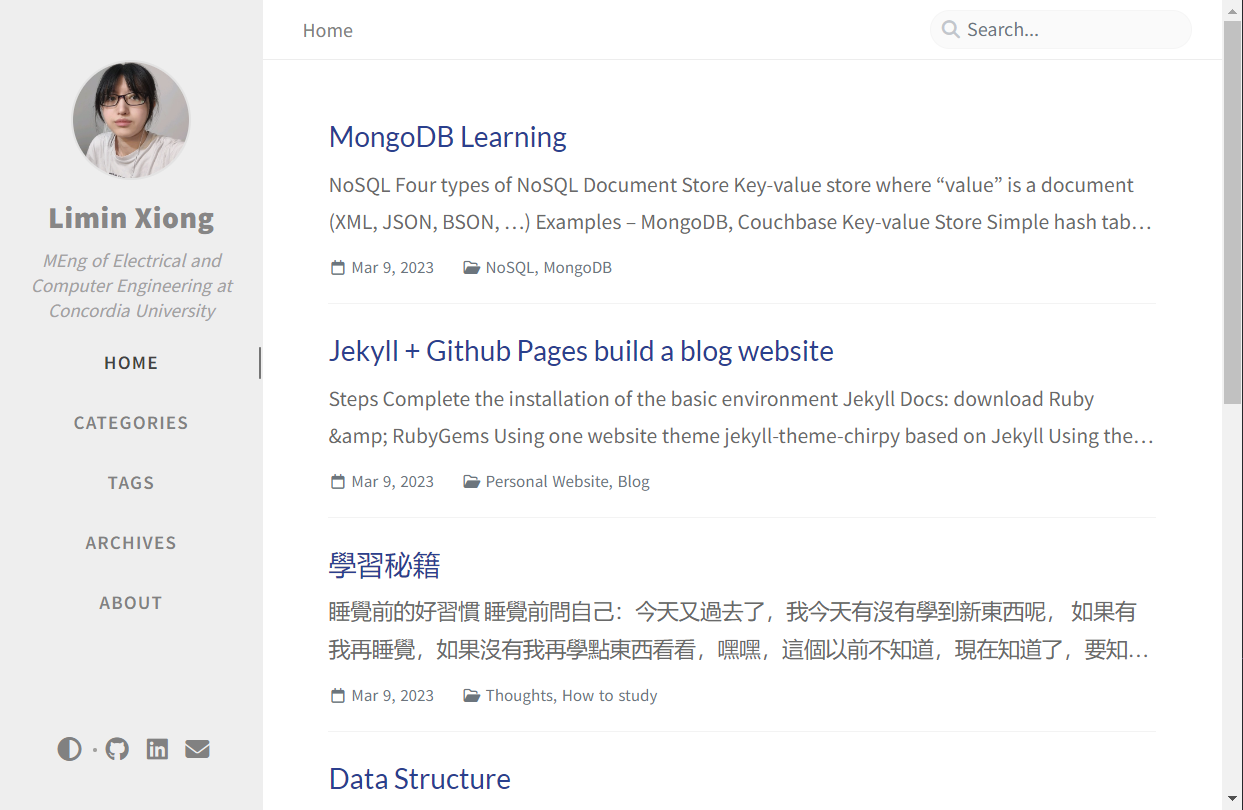 Home
Search...
Limin Xiong
MEng of Electrical and
Computer Engineering at
Concordia University
HOME
CATEGORIES
TAGS
ARCHIVES
ABOUT
MongoDB Learning
NoSQL Four types of NoSQL Document Store Key-value store where “value” is a document
(XML, JSON, BSON, …) Examples – MongoDB, Couchbase Key-value Store Simple hash tab…
Mar 9, 2023 NoSQL, MongoDB
Jekyll + Github Pages build a blog website
Steps Complete the installation of the basic environment Jekyll Docs: download Ruby
&amp; RubyGems Using one website theme jekyll-theme-chirpy based on Jekyll Using the…
Mar 9, 2023 Personal Website, Blog
學習秘籍
睡覺前的好習慣 睡覺前問自己：今天又過去了，我今天有沒有學到新東西呢， 如果有
我再睡覺，如果沒有我再學點東西看看，嘿嘿，這個以前不知道，現在知道了，要知…
Mar 9, 2023 Thoughts, How to study
Data Structure